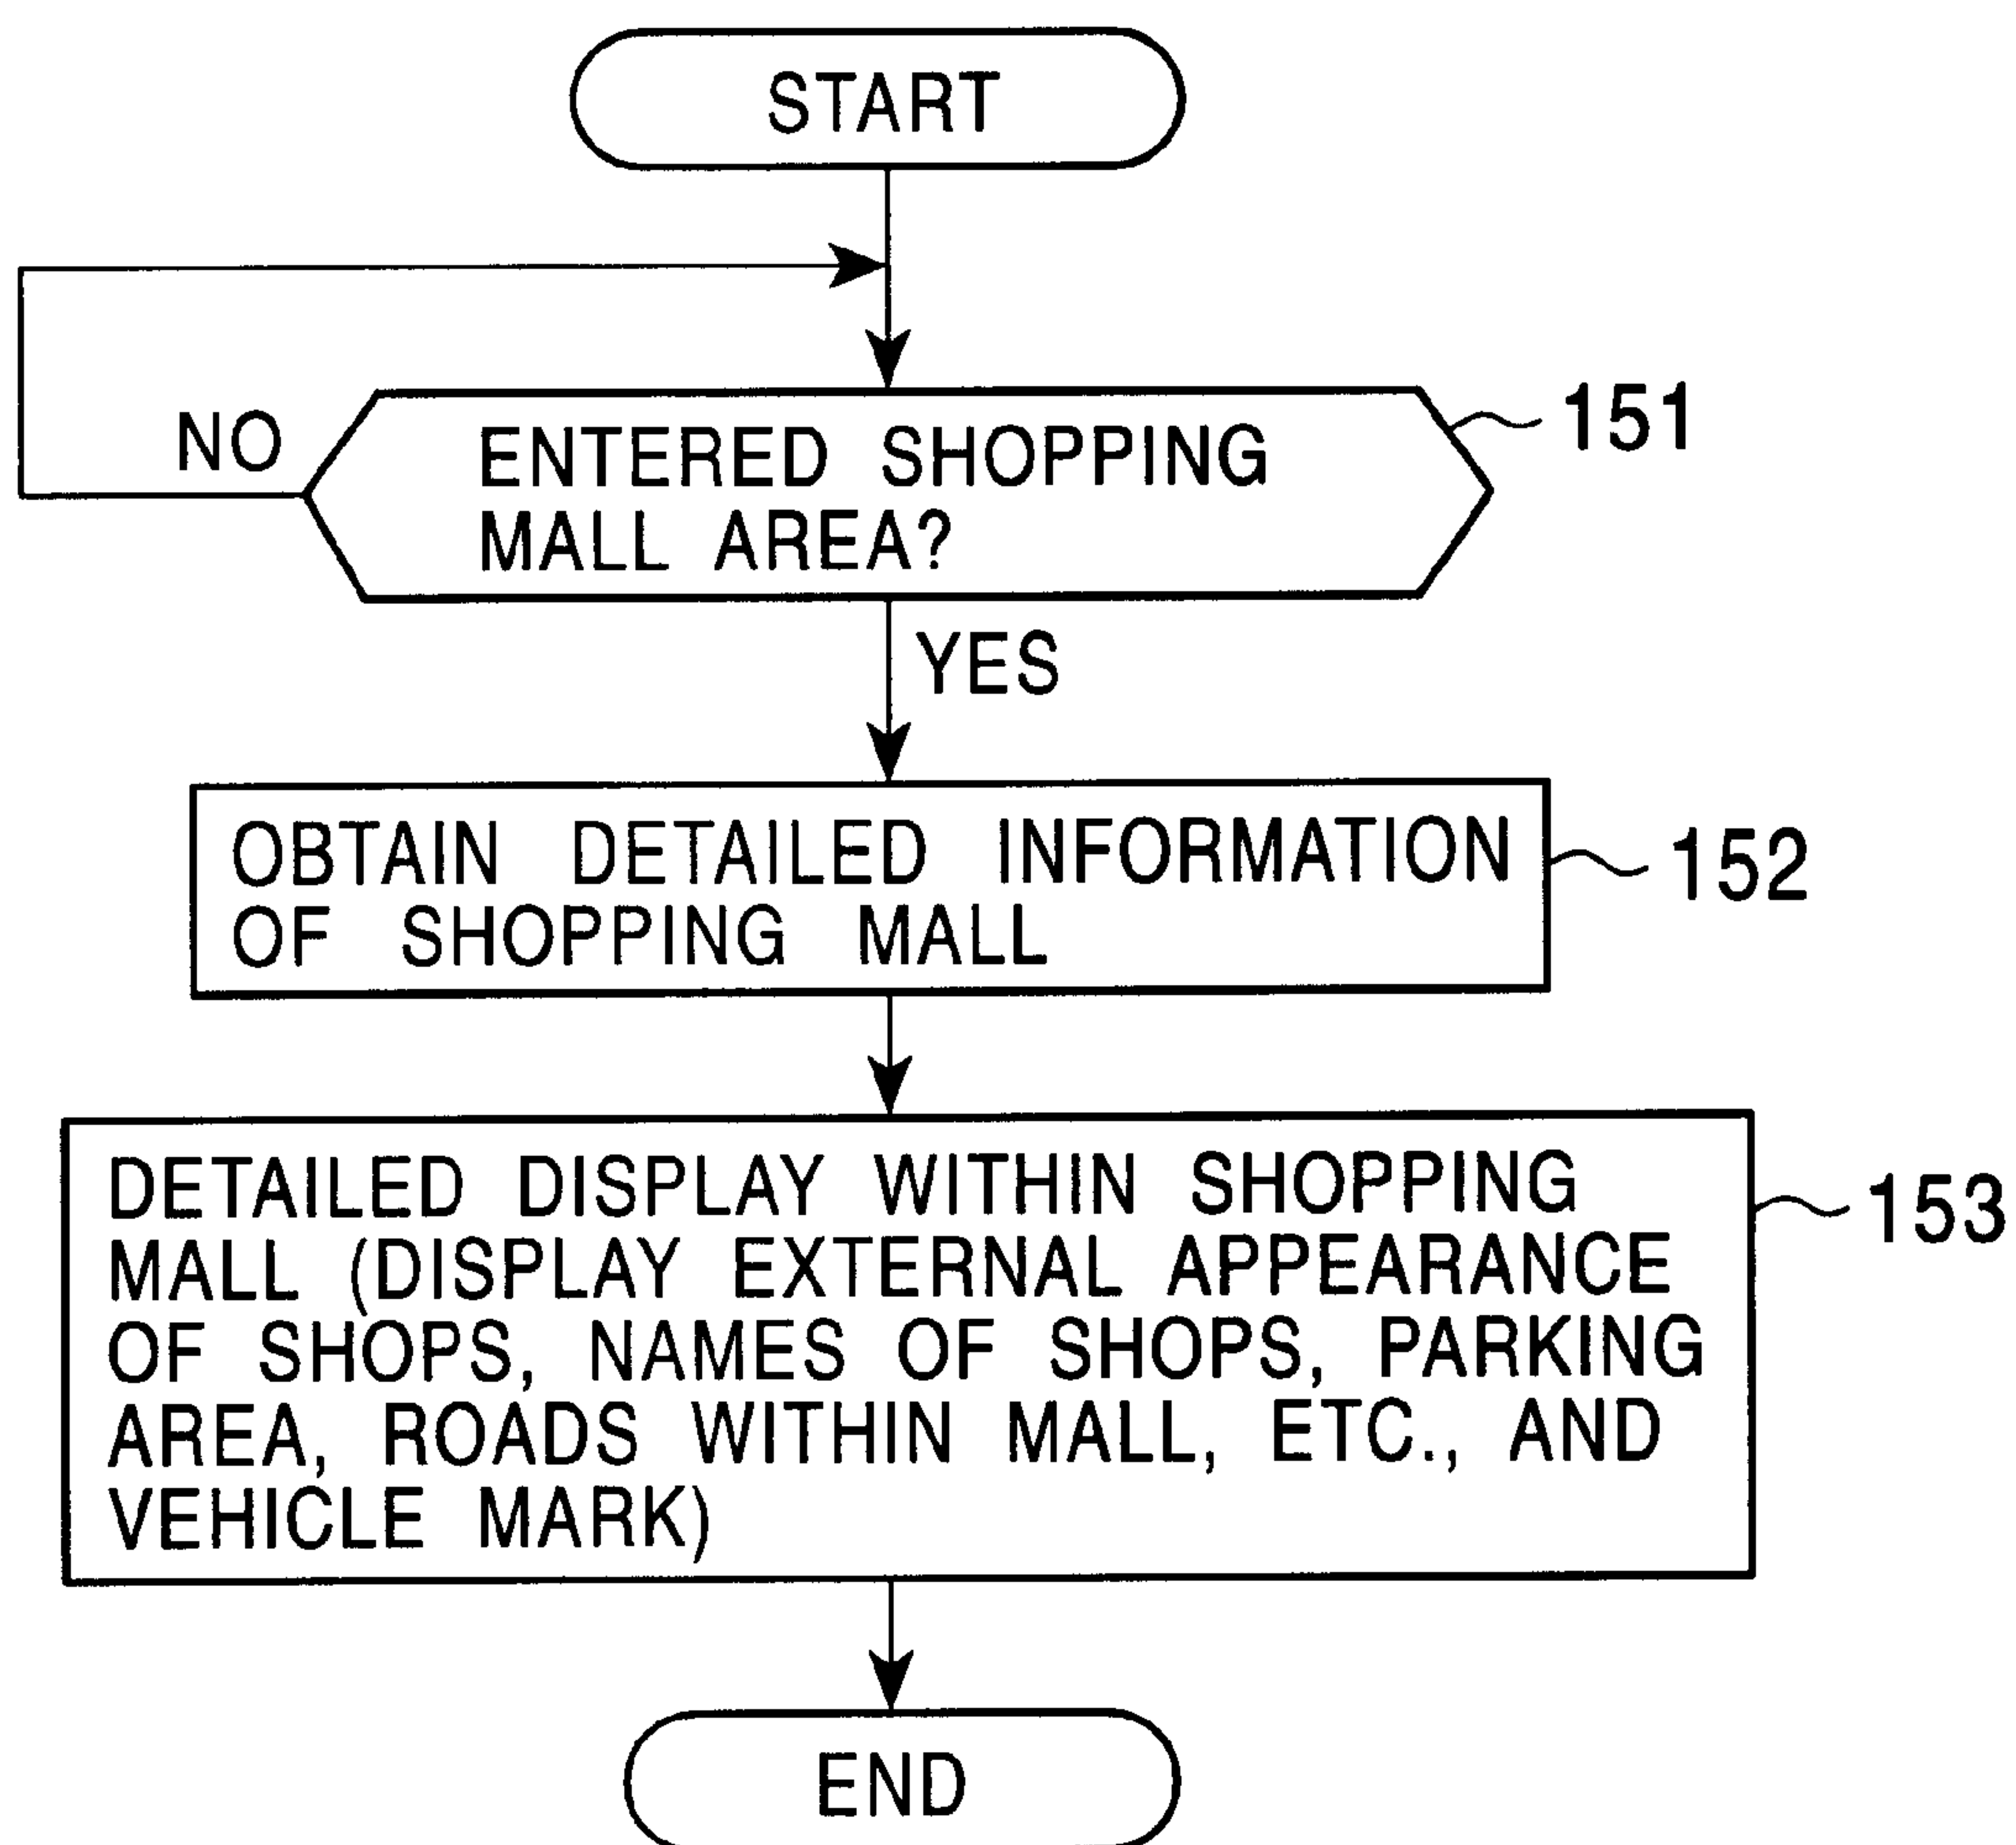 START
NO
ENTERED SHOPPING
MALL AREA?
151
YES
OBTAIN DETAILED INFORMATION
OF SHOPPING MALL
152
DETAILED DISPLAY WITHIN SHOPPING
MALL (DISPLAY EXTERNAL APPEARANCE
OF SHOPS, NAMES OF SHOPS, PARKING
AREA, ROADS WITHIN MALL, ETC., AND
VEHICLE MARK)
153
END